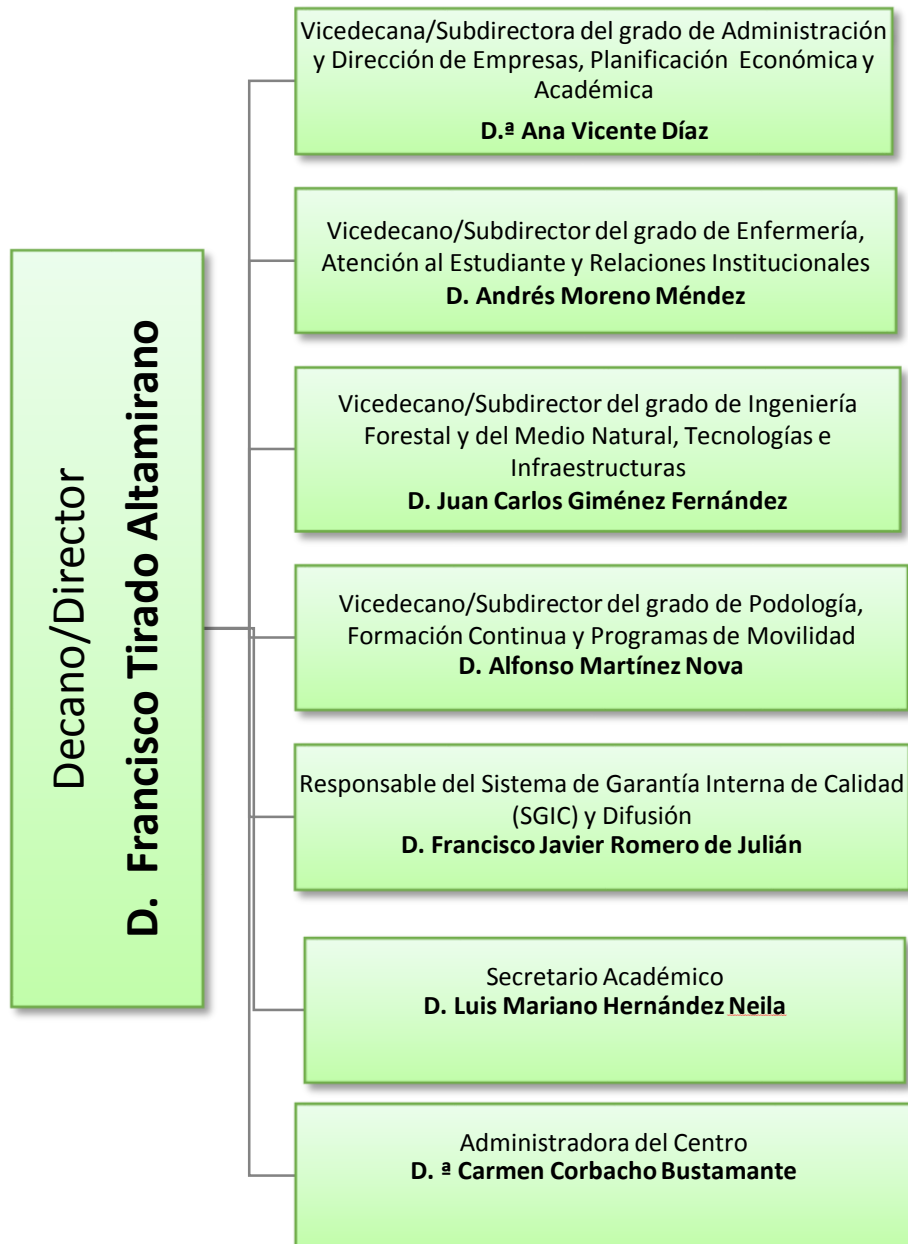 Decano/Director
D. Francisco Tirado Altamirano
Vicedecana/Subdirectora del grado de Administración
y Dirección de Empresas, Planificación Económica y
Académica
D.ª Ana Vicente Díaz
Vicedecano/Subdirector del grado de Enfermería,
Atención al Estudiante y Relaciones Institucionales
D. Andrés Moreno Méndez
Vicedecano/Subdirector del grado de Ingeniería
Forestal y del Medio Natural, Tecnologías e
Infraestructuras
D. Juan Carlos Giménez Fernández
Vicedecano/Subdirector del grado de Podología,
Formación Continua y Programas de Movilidad
D. Alfonso Martínez Nova
Responsable del Sistema de Garantía Interna de Calidad
(SGIC) y Difusión
D. Francisco Javier Romero de Julián
Secretario Académico
D. Luis Mariano Hernández Neila
Administradora del Centro
D. ª Carmen Corbacho Bustamante